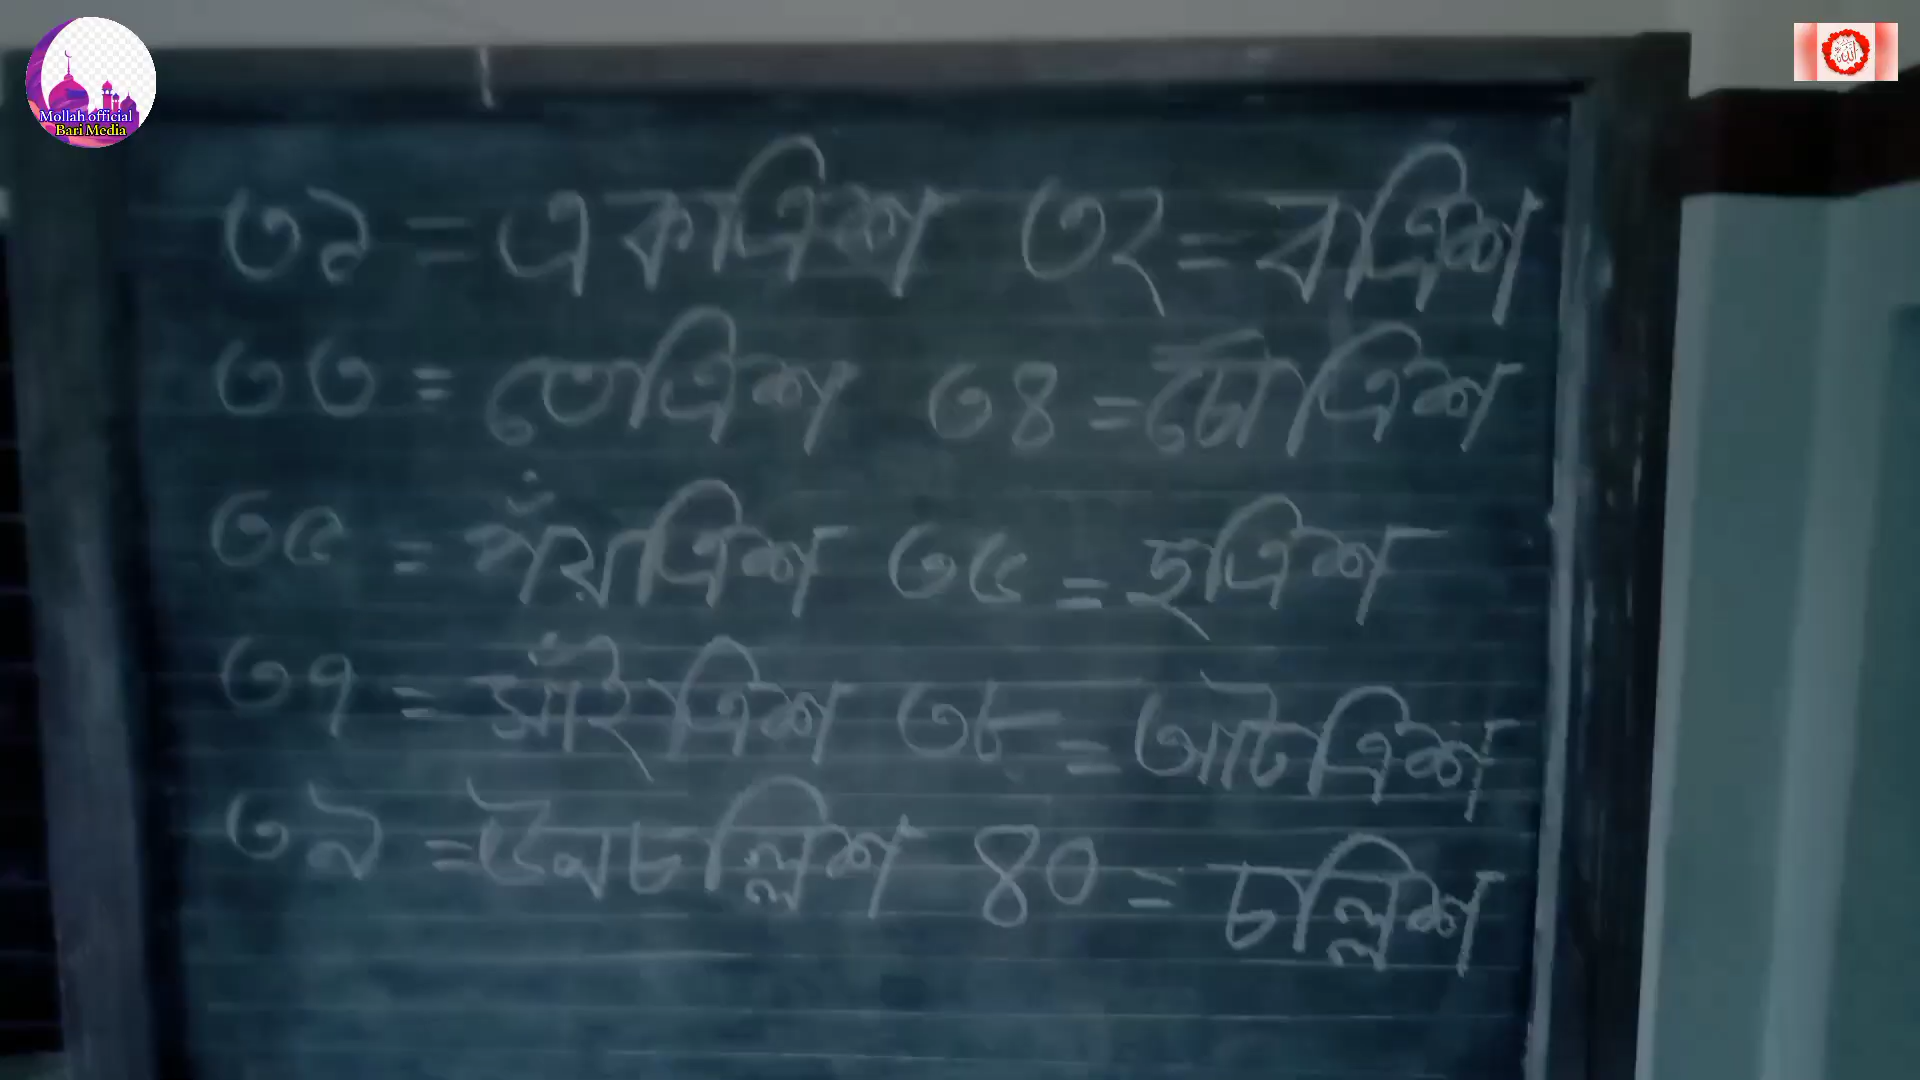 Mollah official
Bari Media
৩১ = একত্রিশ ৩২ = বত্রিশ
৩৩ = তেত্রিশ ৩৪ = চৌত্রিশ
৩৫ = পঁয়ত্রিশ ৩৬ = ছত্রিশ
৩৭ = সাঁইত্রিশ ৩৮ = আটত্রিশ
৩৯ = ঊনচল্লিশ ৪০ = চল্লিশ